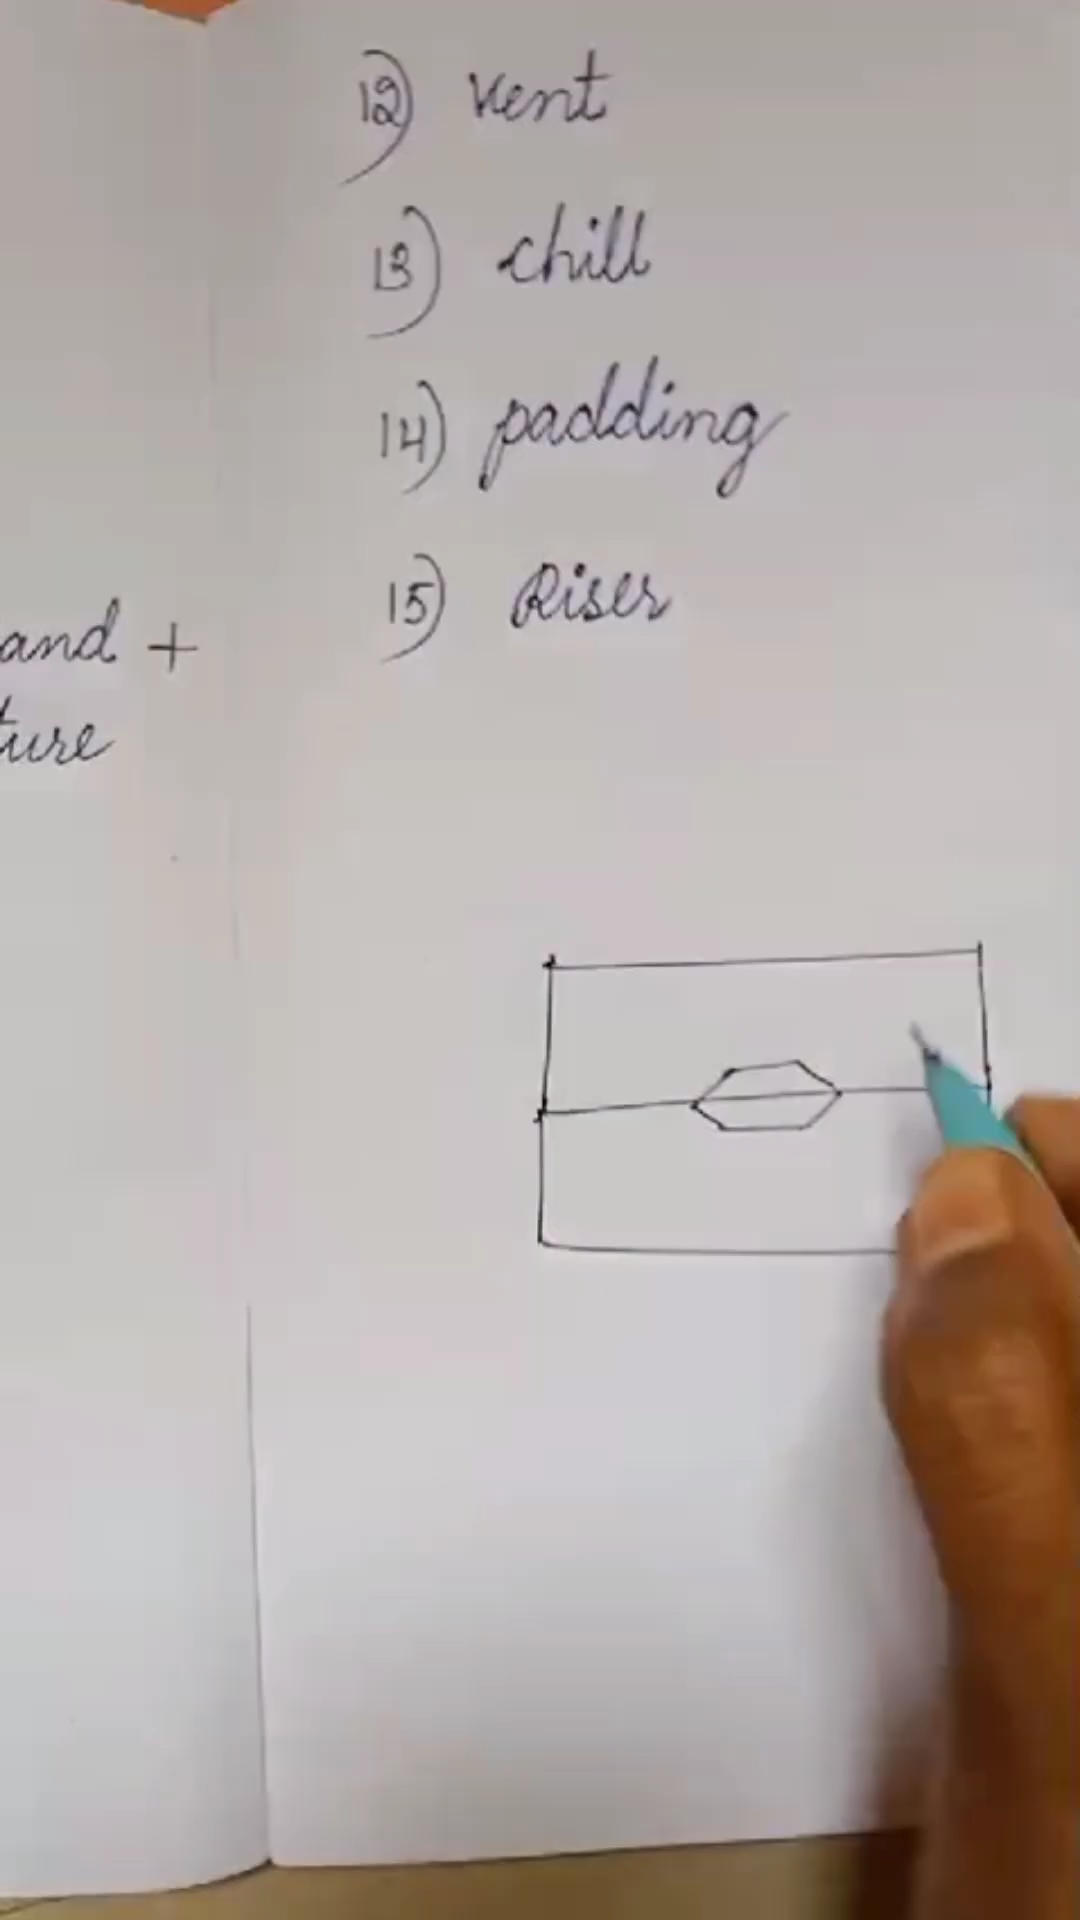 12) Vent
13) chill
14) padding
15) Riser
and +
ture